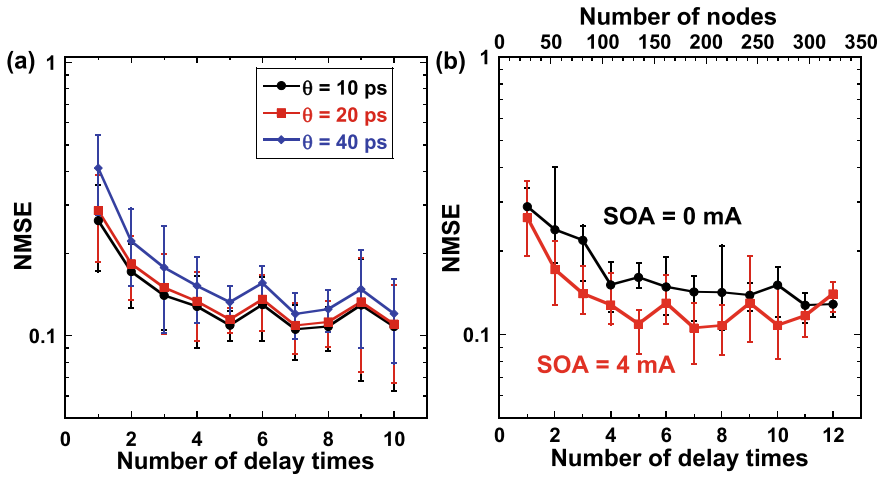 (a)
NMSE
1
0.1
θ = 10 ps
θ = 20 ps
θ = 40 ps
0 2 4 6 8 10
Number of delay times
Number of nodes
0 50 100 150 200 250 300 350
(b)
NMSE
1
0.1
SOA = 0 mA
SOA = 4 mA
0 2 4 6 8 10 12
Number of delay times